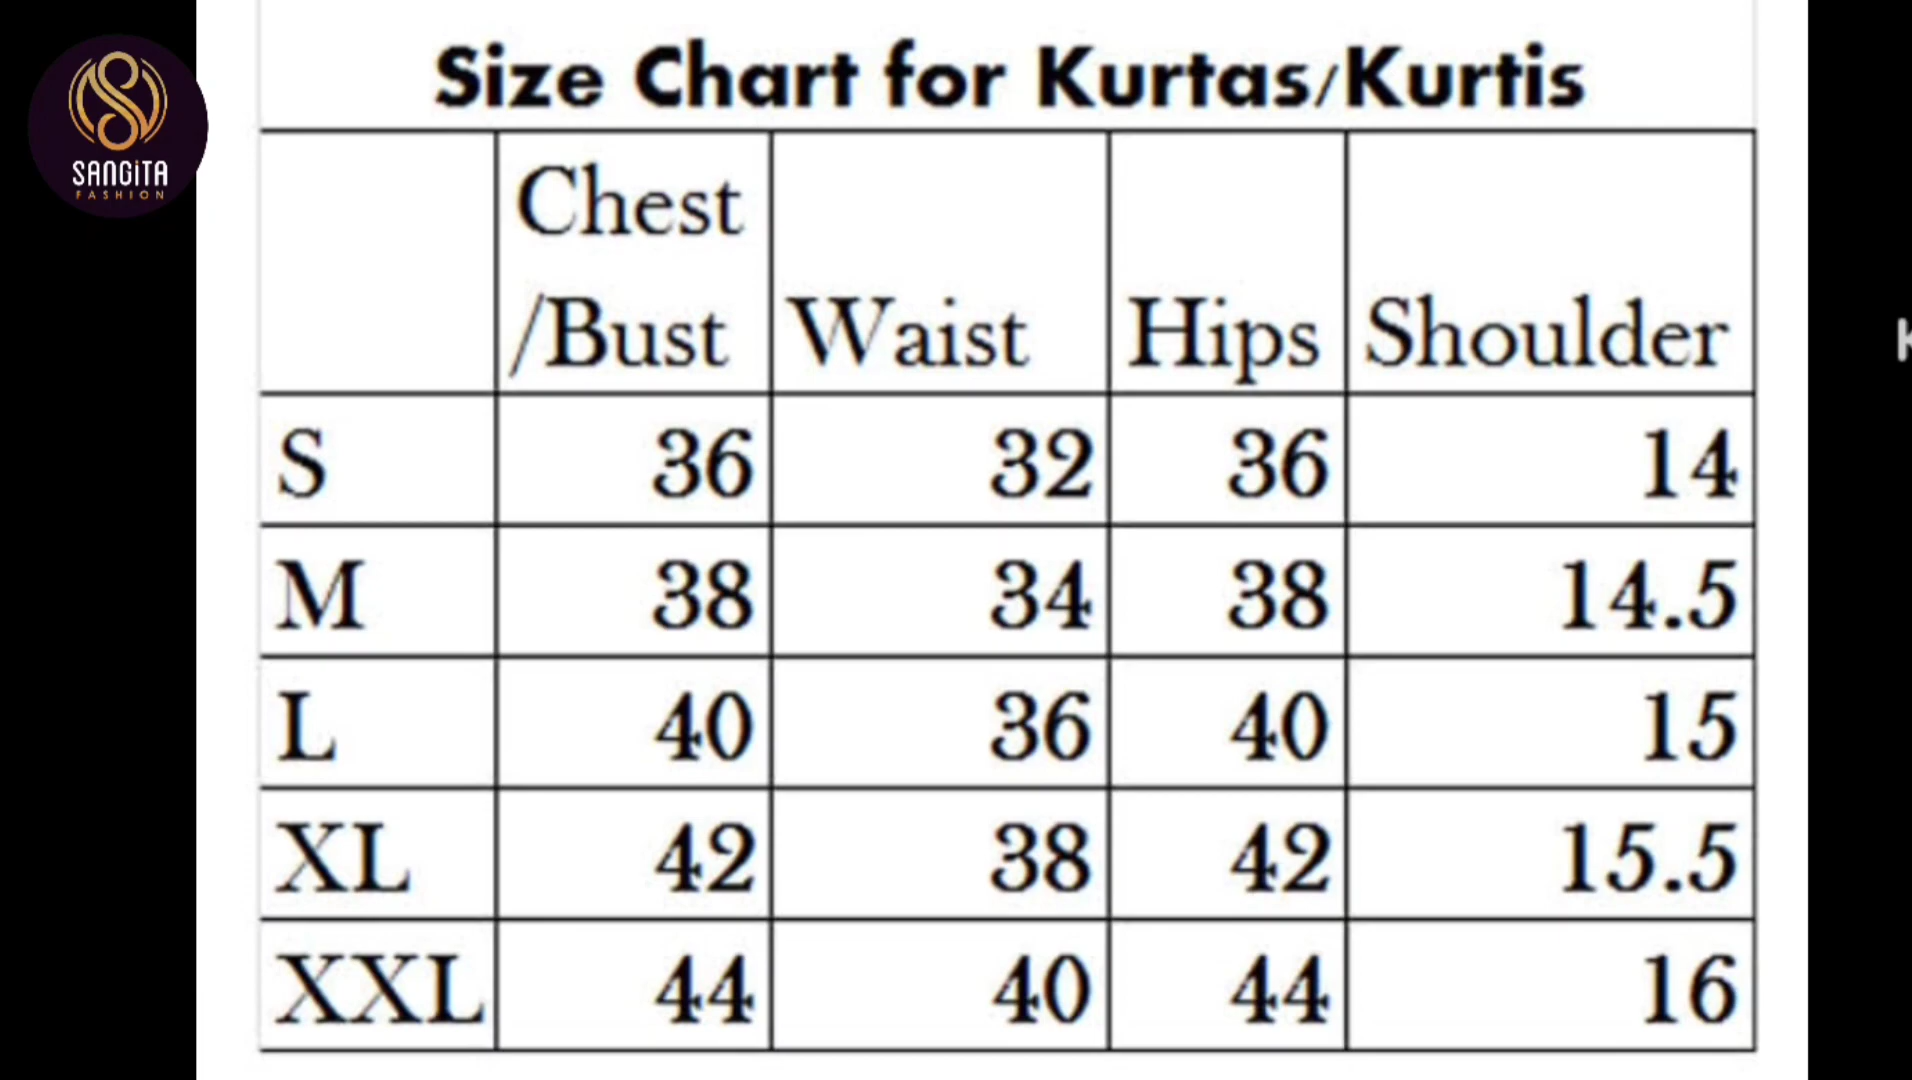 SANGiTA
FASHION
Size Chart for Kurtas/Kurtis
Chest
/Bust Waist Hips Shoulder
S 36 32 36 14
M 38 34 38 14.5
L 40 36 40 15
XL 42 38 42 15.5
XXL 44 40 44 16